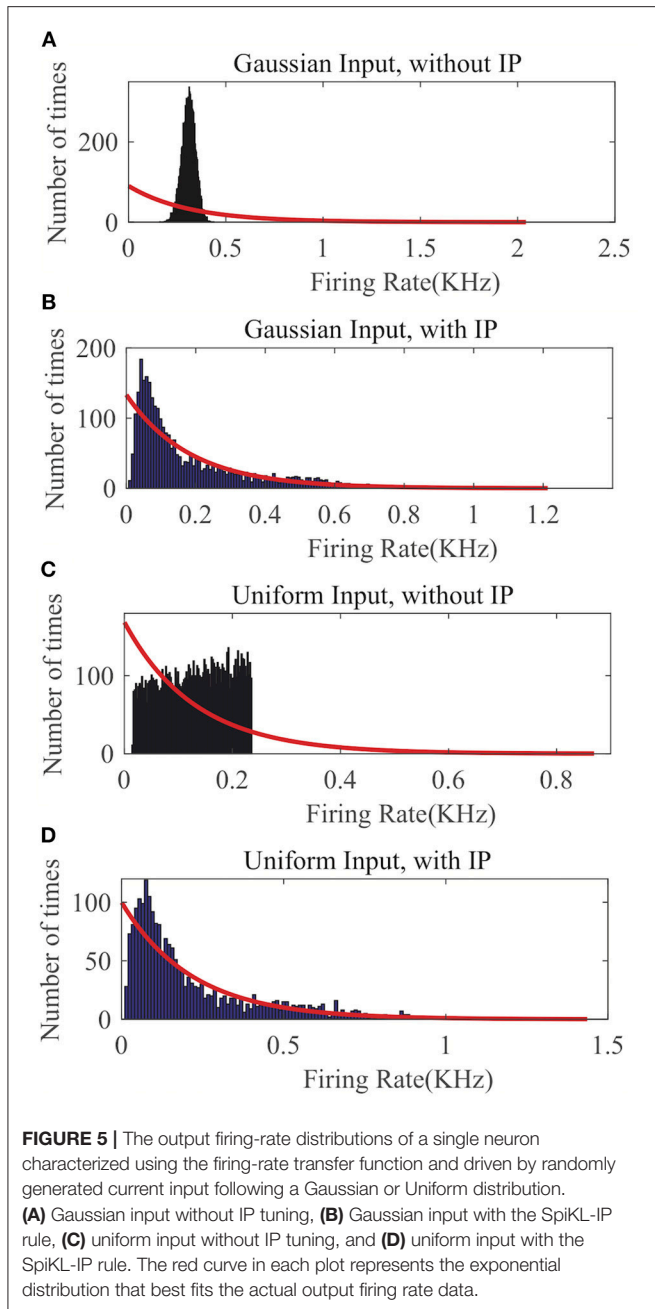 A
Gaussian Input, without IP
Number of times
200
0
0 0.5 1 1.5 2 2.5
Firing Rate(KHz)
B
Gaussian Input, with IP
Number of times
200
100
0
0 0.2 0.4 0.6 0.8 1 1.2
Firing Rate(KHz)
C
Uniform Input, without IP
Number of times
100
0
0 0.2 0.4 0.6 0.8
Firing Rate(KHz)
D
Uniform Input, with IP
Number of times
100
50
0
0 0.5 1 1.5
Firing Rate(KHz)
FIGURE 5 | The output firing-rate distributions of a single neuron
characterized using the firing-rate transfer function and driven by randomly
generated current input following a Gaussian or Uniform distribution.
(A) Gaussian input without IP tuning, (B) Gaussian input with the SpiKL-IP
rule, (C) uniform input without IP tuning, and (D) uniform input with the
SpiKL-IP rule. The red curve in each plot represents the exponential
distribution that best fits the actual output firing rate data.